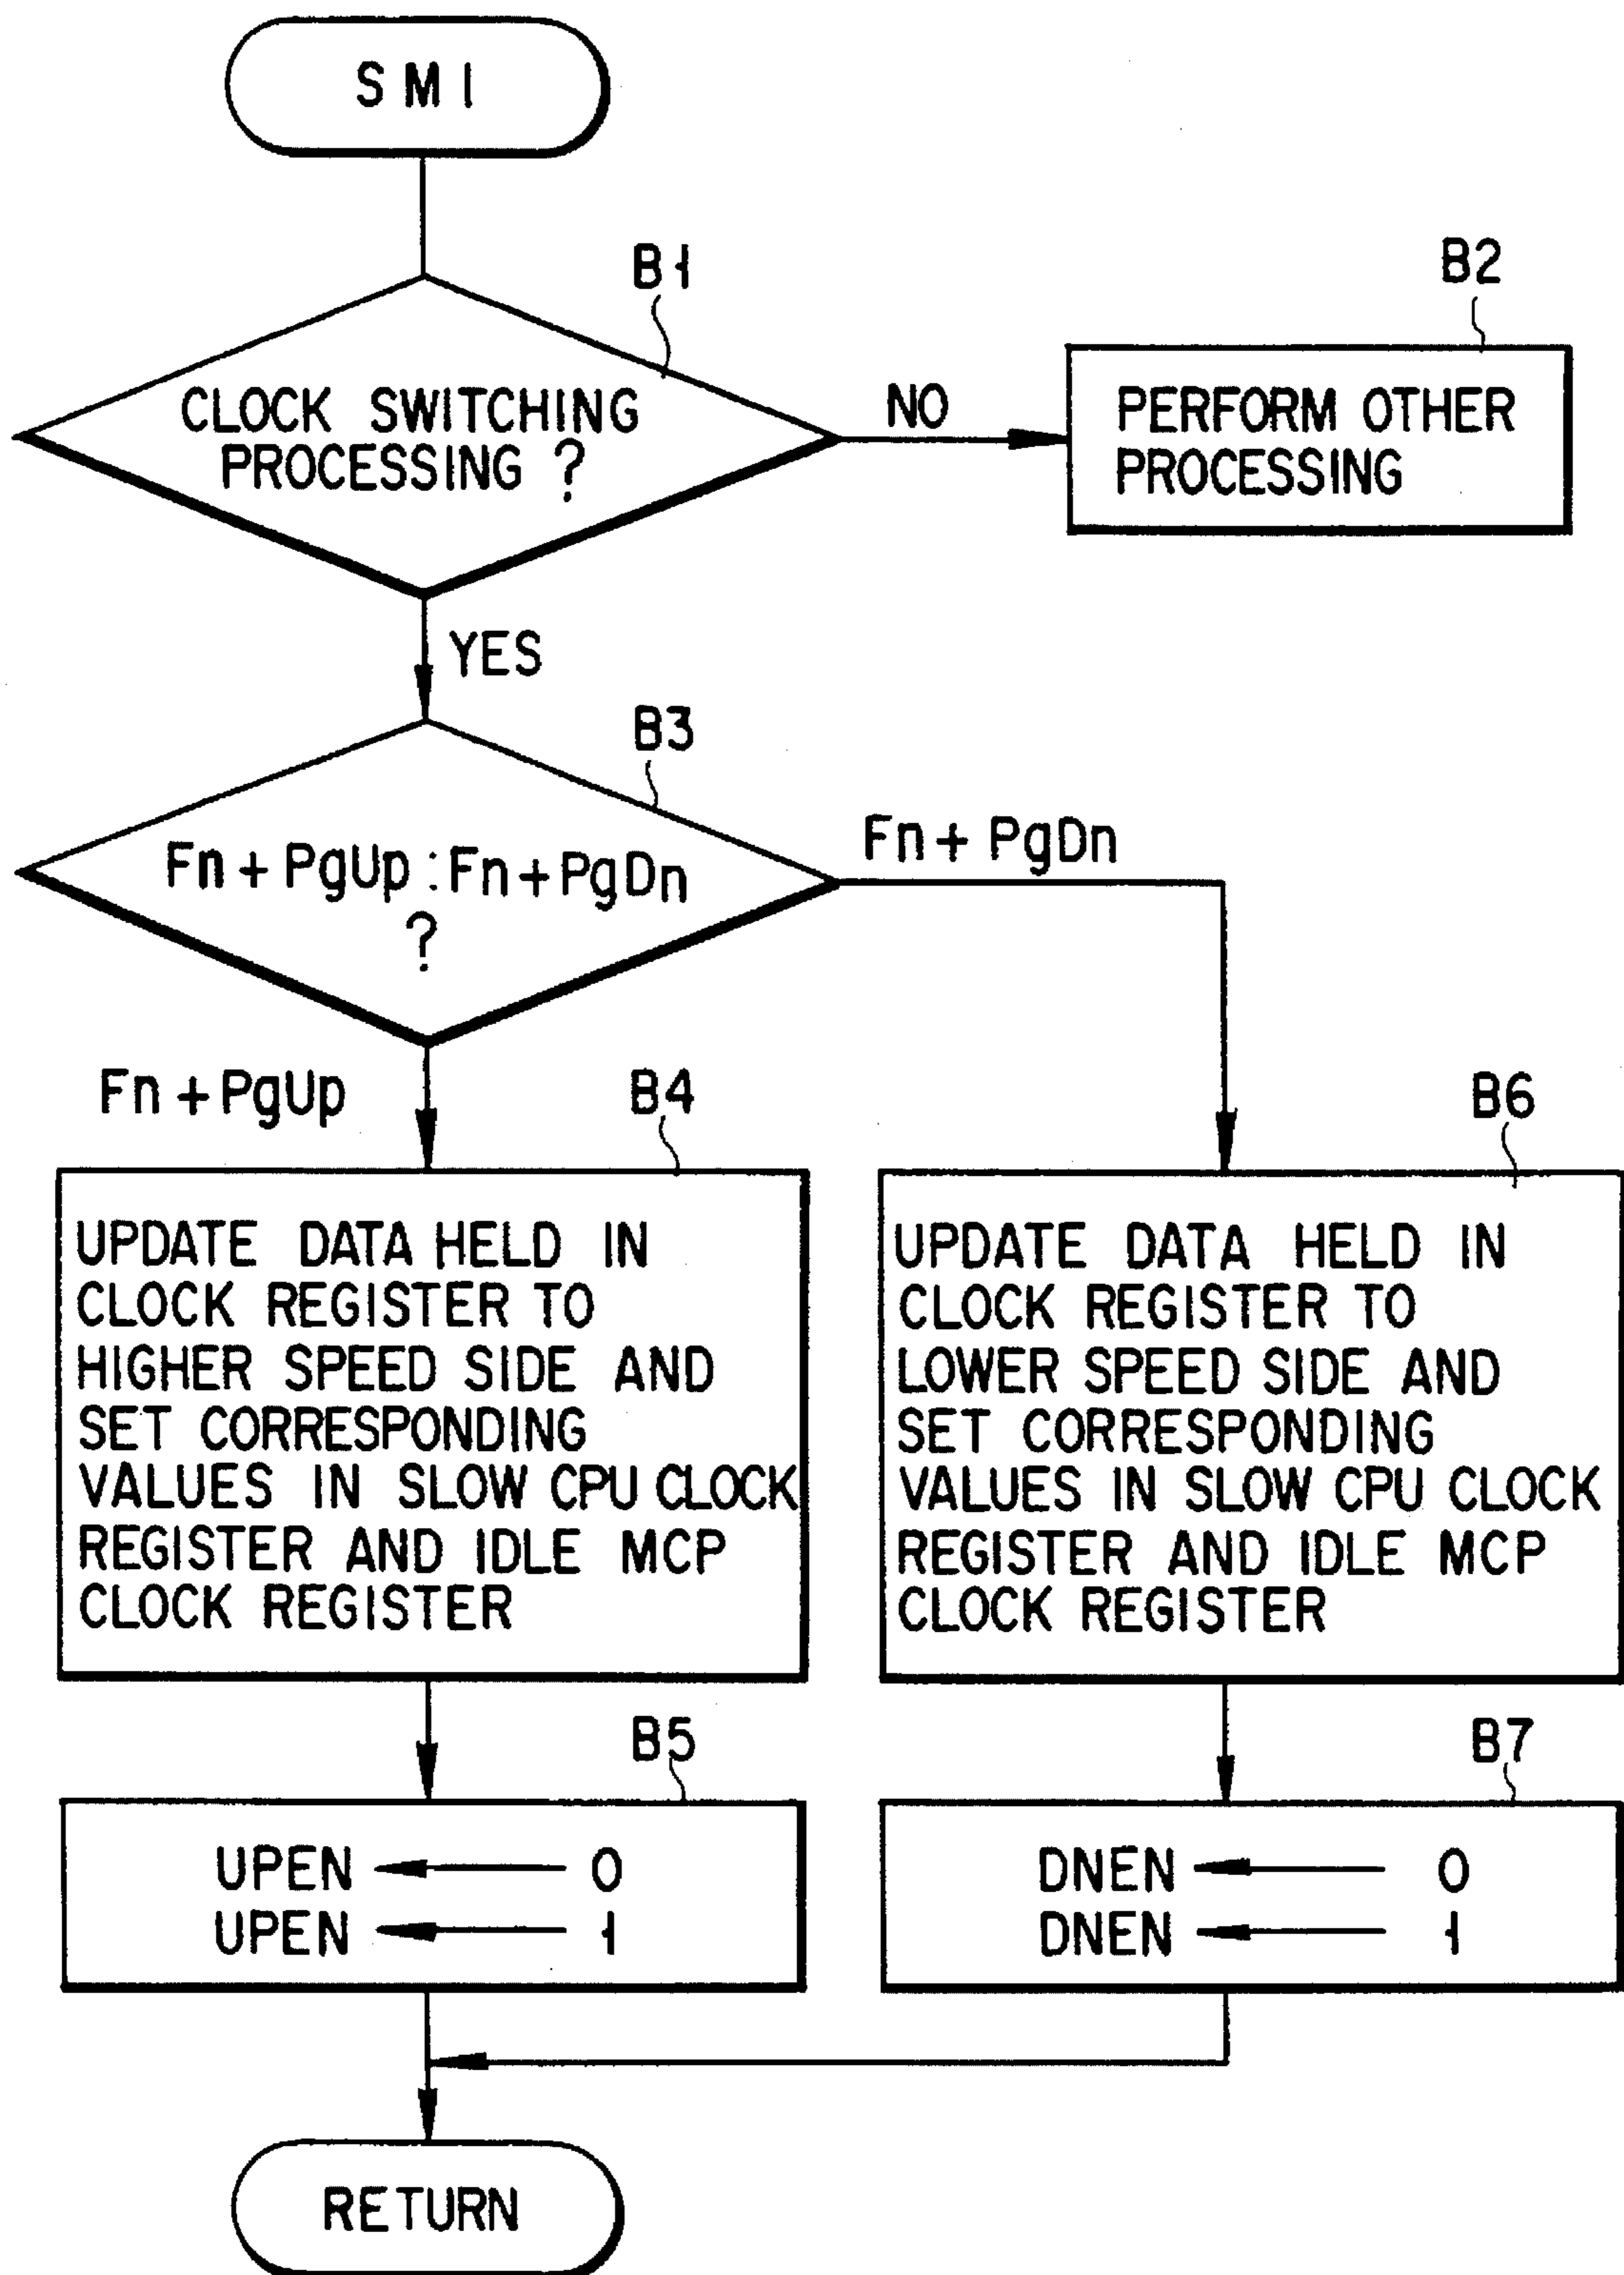 SMI
B1
CLOCK SWITCHING
PROCESSING ?
NO
B2
PERFORM OTHER
PROCESSING
YES
B3
Fn + PgUp : Fn + PgDn
?
Fn + PgDn
Fn + PgUp
B4
UPDATE DATA HELD IN
CLOCK REGISTER TO
HIGHER SPEED SIDE AND
SET CORRESPONDING
VALUES IN SLOW CPU CLOCK
REGISTER AND IDLE MCP
CLOCK REGISTER
B6
UPDATE DATA HELD IN
CLOCK REGISTER TO
LOWER SPEED SIDE AND
SET CORRESPONDING
VALUES IN SLOW CPU CLOCK
REGISTER AND IDLE MCP
CLOCK REGISTER
B5
UPEN ← 0
UPEN ← 1
B7
DNEN ← 0
DNEN ← 1
RETURN